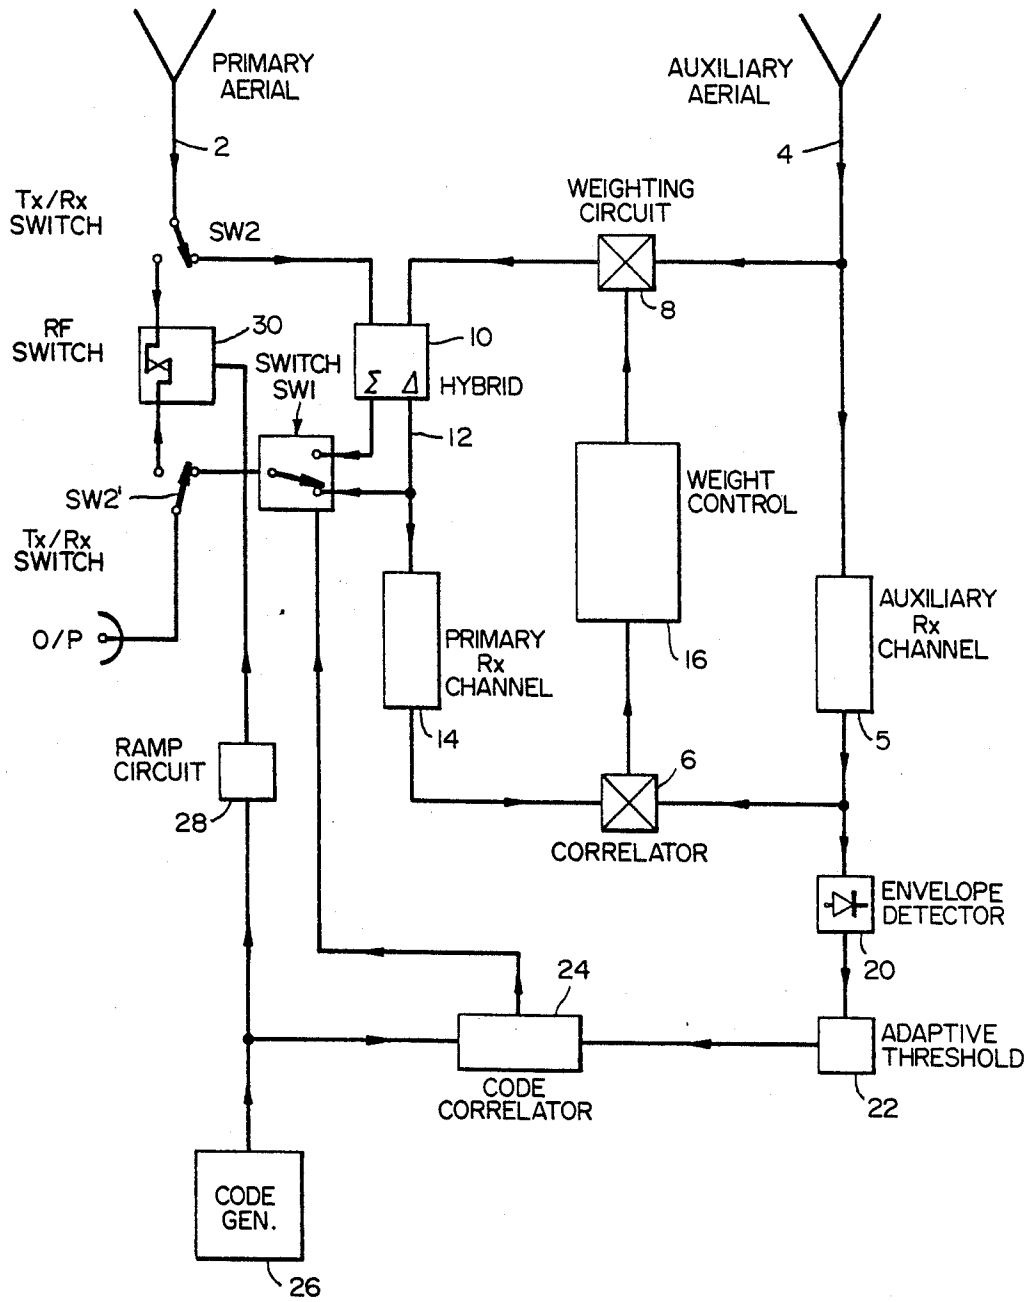 PRIMARY
AERIAL
AUXILIARY
AERIAL
2
4
Tx/Rx
SWITCH
SW2
WEIGHTING
CIRCUIT
8
RF
SWITCH
30
10
SWITCH
SW1
Σ Δ
HYBRID
12
SW2'
Tx/Rx
SWITCH
WEIGHT
CONTROL
16
O/P
PRIMARY
Rx
CHANNEL
14
AUXILIARY
Rx
CHANNEL
5
RAMP
CIRCUIT
28
6
CORRELATOR
ENVELOPE
DETECTOR
20
24
CODE
CORRELATOR
ADAPTIVE
THRESHOLD
22
CODE
GEN.
26